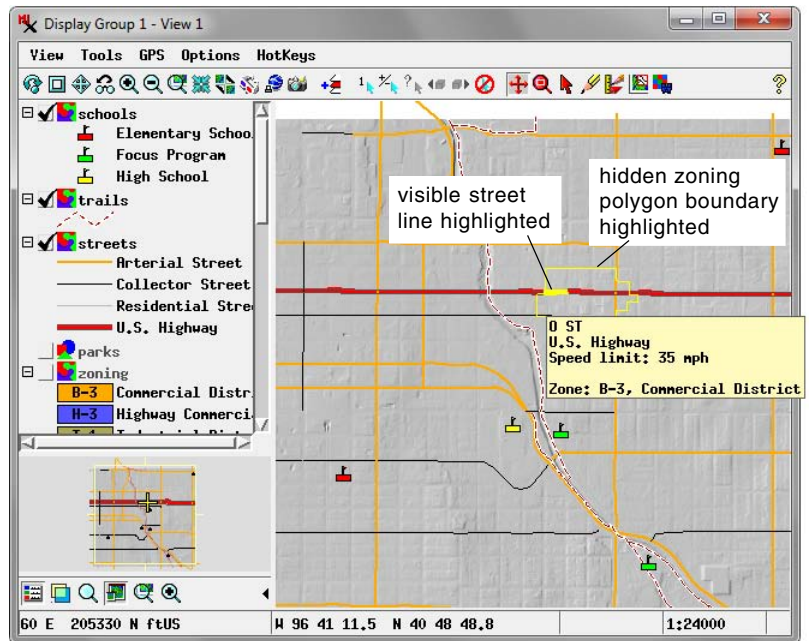 Display Group 1 - View 1
View Tools GPS Options HotKeys
schools
Elementary Schoo
Focus Program
High School
trails
streets
Arterial Street
Collector Street
Residential Stre
U.S. Highway
parks
zoning
B-3 Commercial Distr
H-3 Highway Commerci
visible street
line highlighted
hidden zoning
polygon boundary
highlighted
O ST
U.S. Highway
Speed limit: 35 mph
Zone: B-3, Commercial District
60 E 205330 N ftUS
W 96 41 11.5 N 40 48 48.8
1:24000